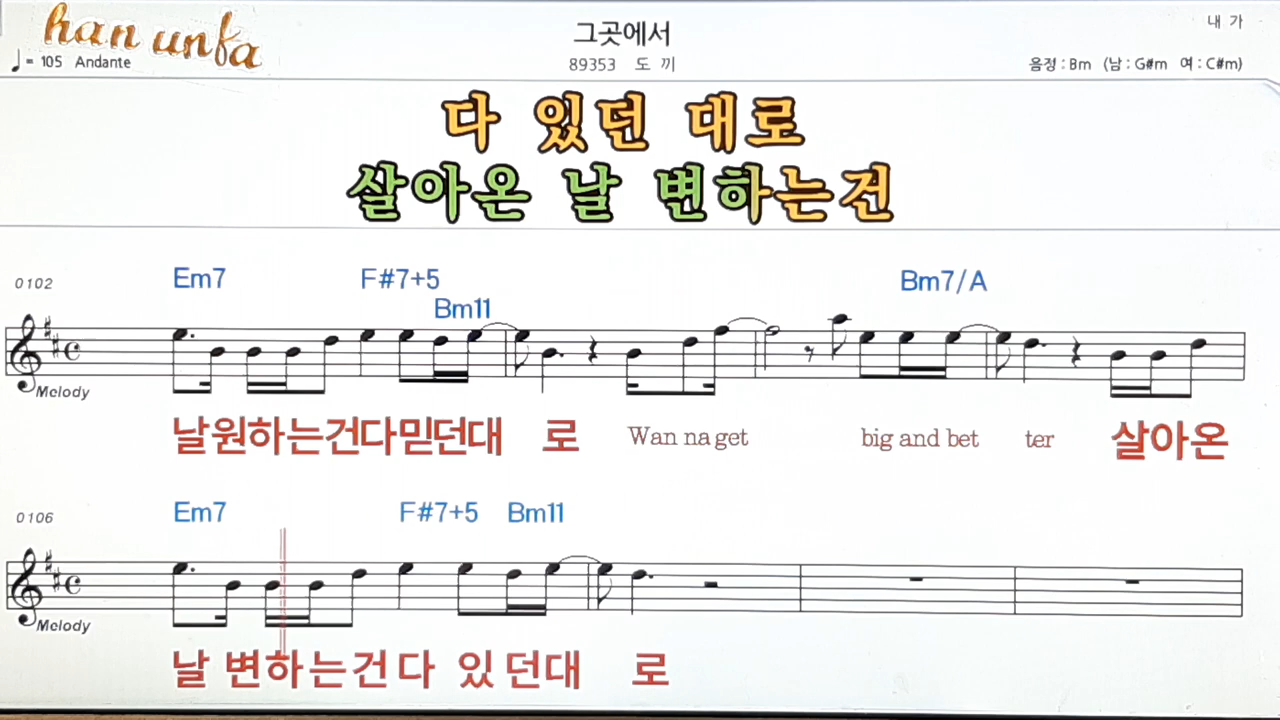 han unfa
내 가
그곳에서
♩= 105 Andante
89353 도 끼
음정 : Bm (남 : G#m 여 : C#m)
다 있던 대로
살아온 날 변하는건
0102
Em7 F#7+5 Bm11 Bm7/A
Melody
날원하는건다믿던대 로 Wan na get big and bet ter 살아온
0106
Em7 F#7+5 Bm11
Melody
날 변하는건다 있던대 로